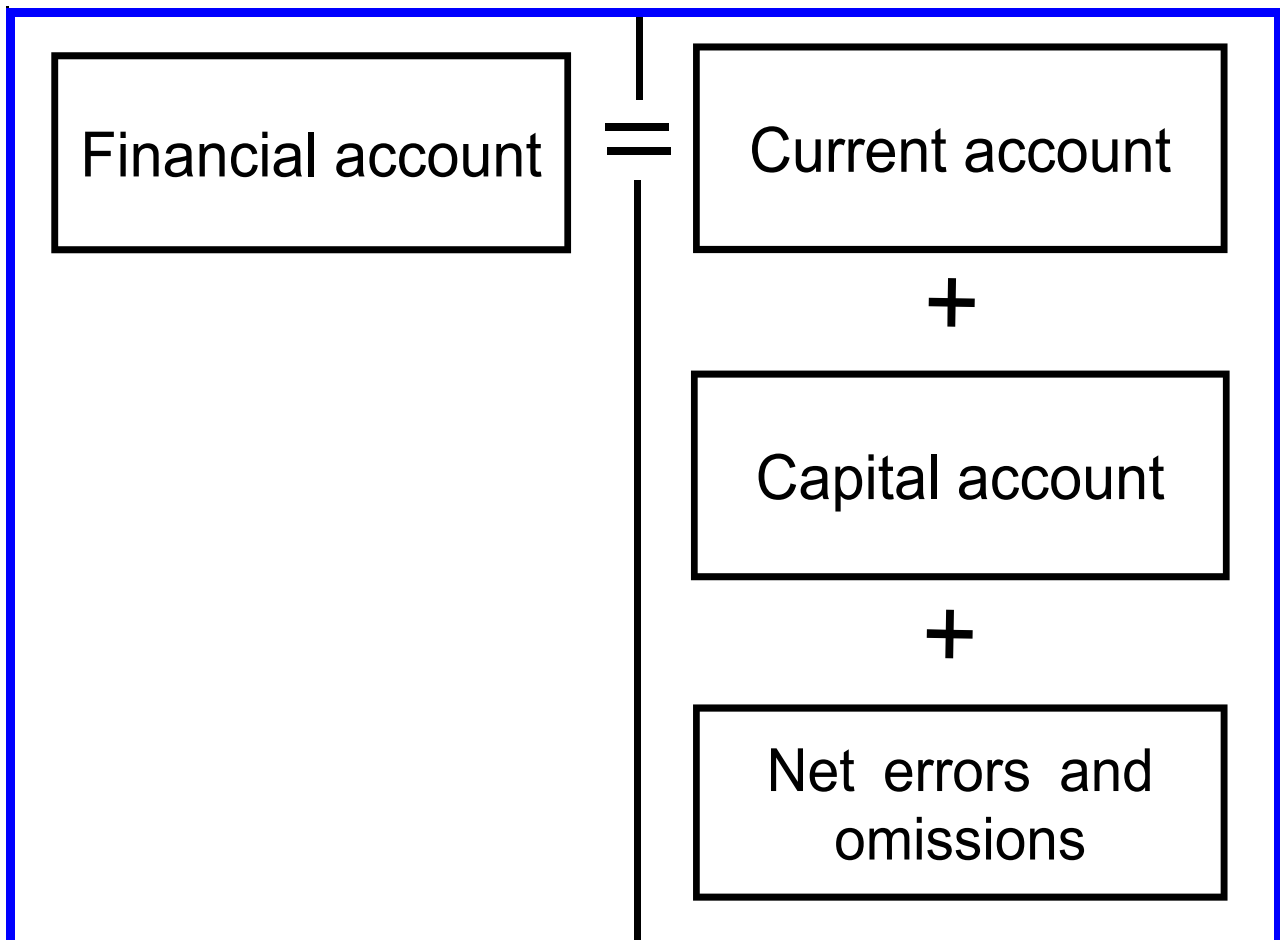 Financial account
=
Current account
+
Capital account
+
Net errors and
omissions